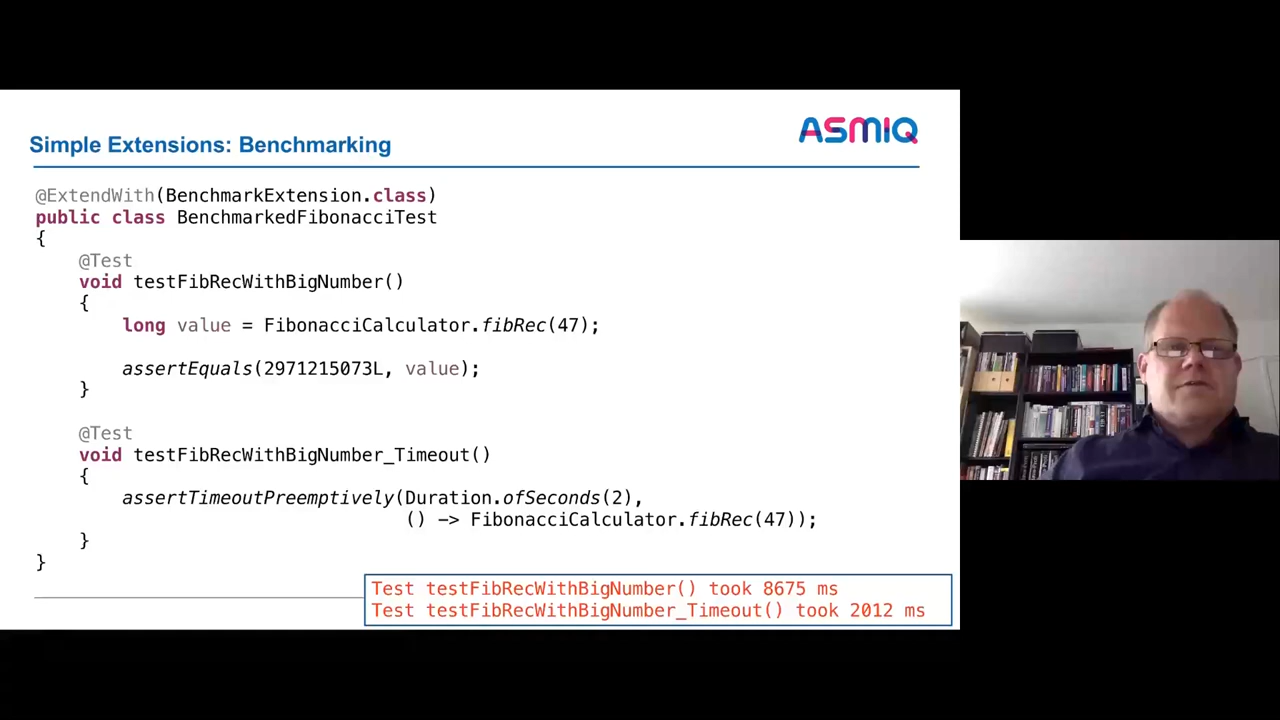 ASMIQ
Simple Extensions: Benchmarking
@ExtendWith(BenchmarkExtension.class)
public class BenchmarkedFibonacciTest
{
@Test
void testFibRecWithBigNumber()
{
long value = FibonacciCalculator.fibRec(47);
assertEquals(2971215073L, value);
}
@Test
void testFibRecWithBigNumber_Timeout()
{
assertTimeoutPreemptively(Duration.ofSeconds(2),
() -> FibonacciCalculator.fibRec(47));
}
}
Test testFibRecWithBigNumber() took 8675 ms
Test testFibRecWithBigNumber_Timeout() took 2012 ms